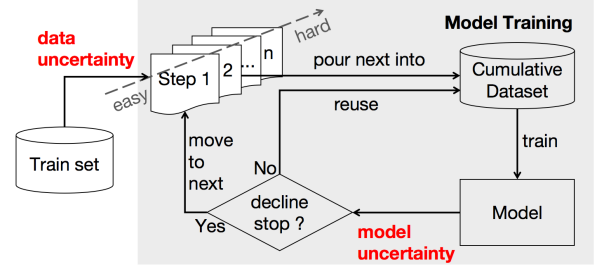 Model Training
data
uncertainty
hard
easy
Step 1
2
...
n
pour next into
Cumulative
Dataset
reuse
Train set
move
to
next
No
Yes
decline
stop ?
train
model
uncertainty
Model